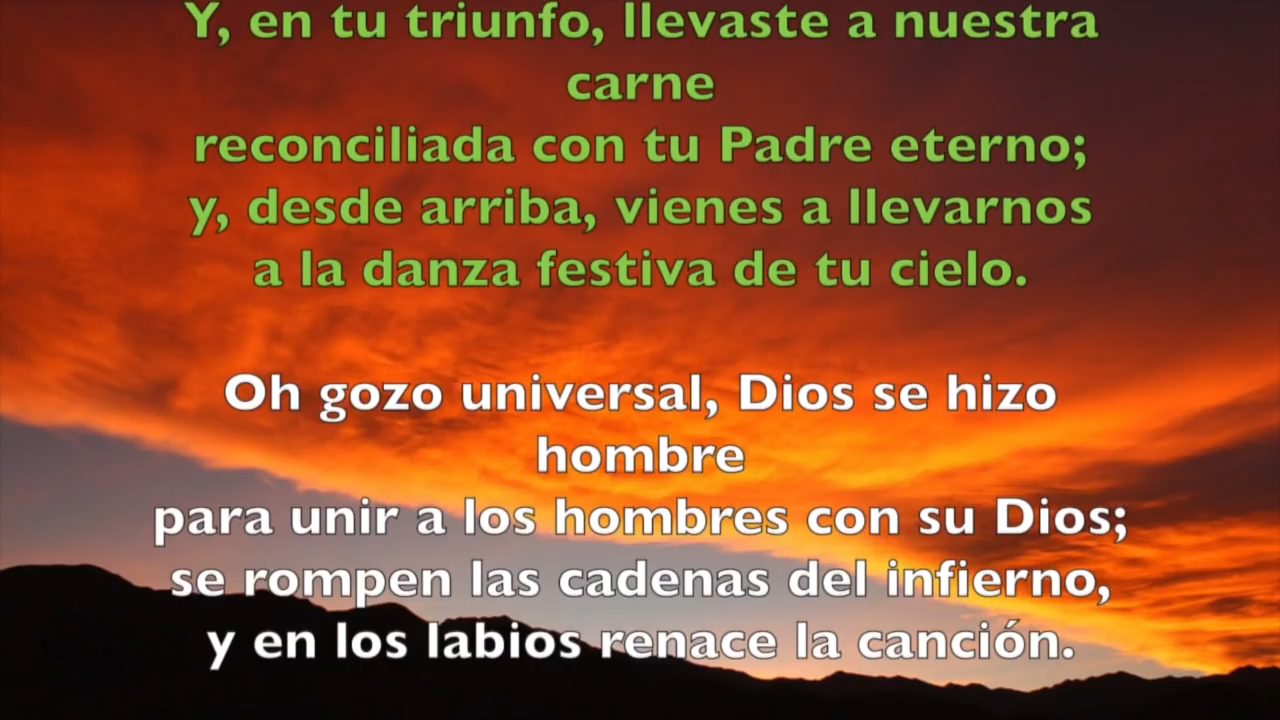 Y, en tu triunfo, llevaste a nuestra
carne
reconciliada con tu Padre eterno;
y, desde arriba, vienes a llevarnos
a la danza festiva de tu cielo.
Oh gozo universal, Dios se hizo
hombre
para unir a los hombres con su Dios;
se rompen las cadenas del infierno,
y en los labios renace la canción.